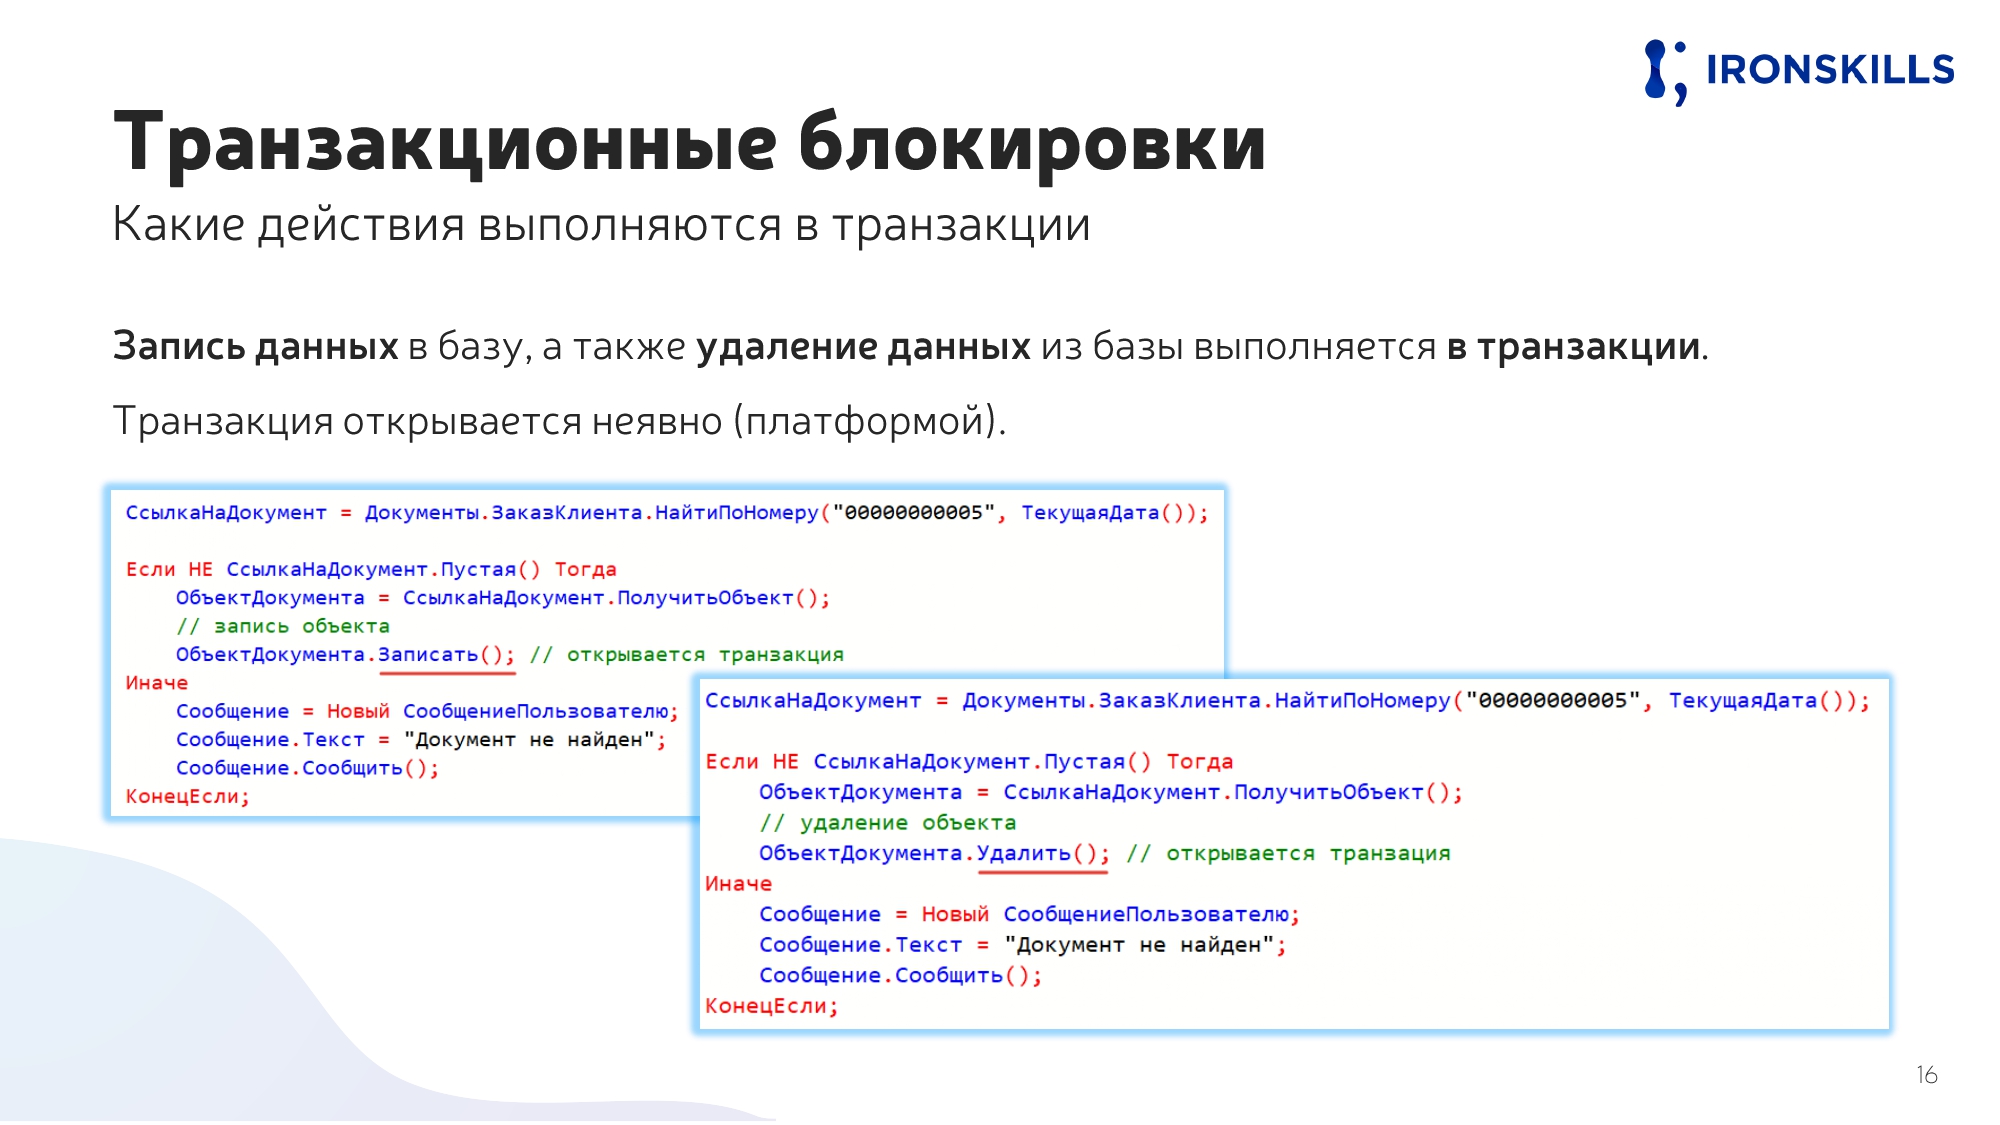 IRONSKILLS
Транзакционные блокировки
Какие действия выполняются в транзакции
Запись данных в базу, а также удаление данных из базы выполняется в транзакции.
Транзакция открывается неявно (платформой).
СсылкаНаДокумент = Документы.ЗаказКлиента.НайтиПоНомеру("00000000005", ТекущаяДата());
Если НЕ СсылкаНаДокумент.Пустая() Тогда
ОбъектДокумента = СсылкаНаДокумент.ПолучитьОбъект();
// запись объекта
ОбъектДокумента.Записать(); // открывается транзакция
Иначе
Сообщение = Новый СообщениеПользователю;
Сообщение.Текст = "Документ не найден";
Сообщение.Сообщить();
КонецЕсли;
СсылкаНаДокумент = Документы.ЗаказКлиента.НайтиПоНомеру("00000000005", ТекущаяДата());
Если НЕ СсылкаНаДокумент.Пустая() Тогда
ОбъектДокумента = СсылкаНаДокумент.ПолучитьОбъект();
// удаление объекта
ОбъектДокумента.Удалить(); // открывается транзация
Иначе
Сообщение = Новый СообщениеПользователю;
Сообщение.Текст = "Документ не найден";
Сообщение.Сообщить();
КонецЕсли;
16